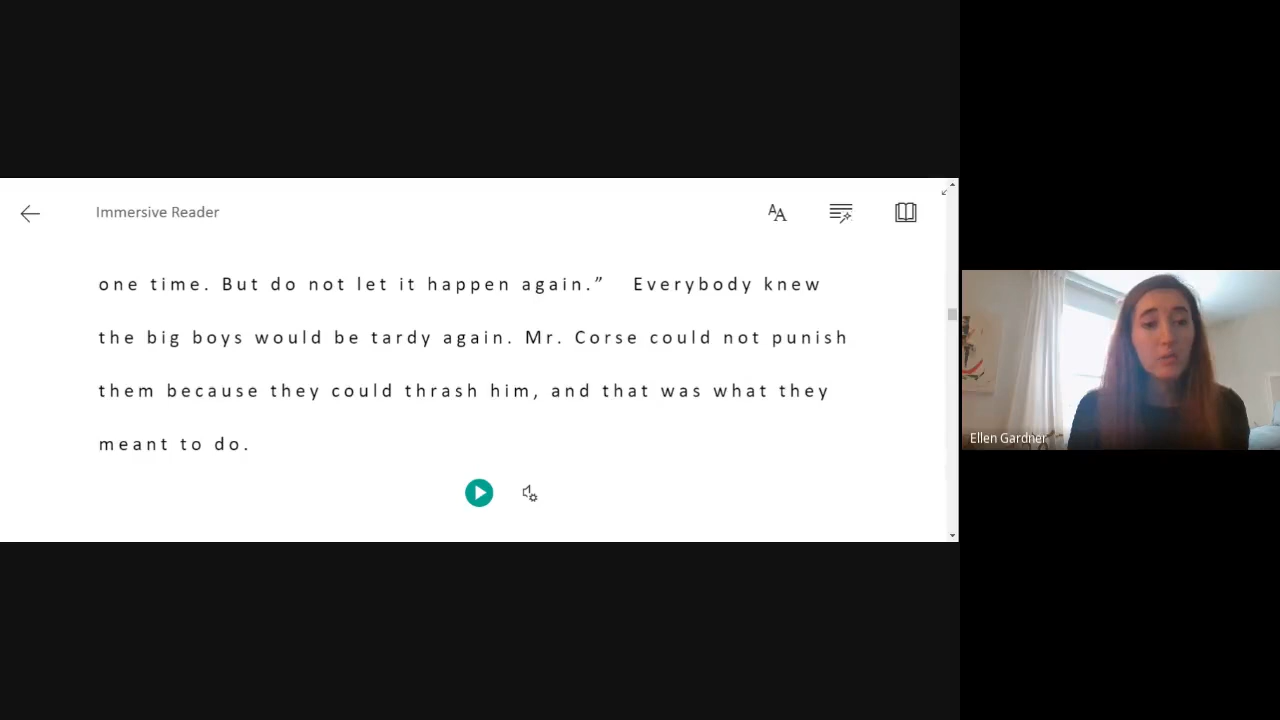 Immersive Reader
one time. But do not let it happen again.” Everybody knew
the big boys would be tardy again. Mr. Corse could not punish
them because they could thrash him, and that was what they
meant to do.
Ellen Gardner